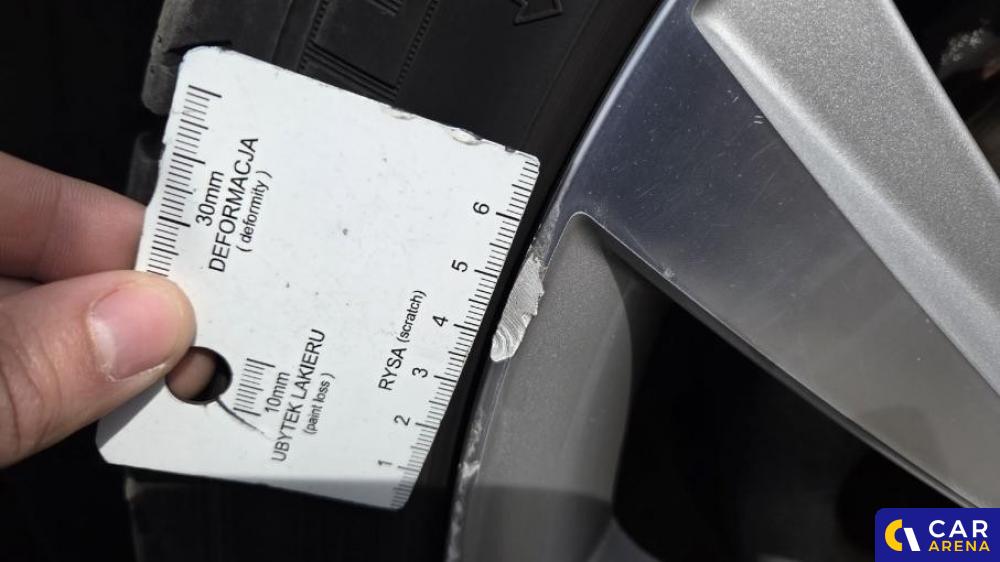 30mm
DEFORMACJA
( deformity )
10mm
UBYTEK LAKIERU
(paint loss )
RYSA (scratch)
1 2 3 4 5 6
CAR
ARENA